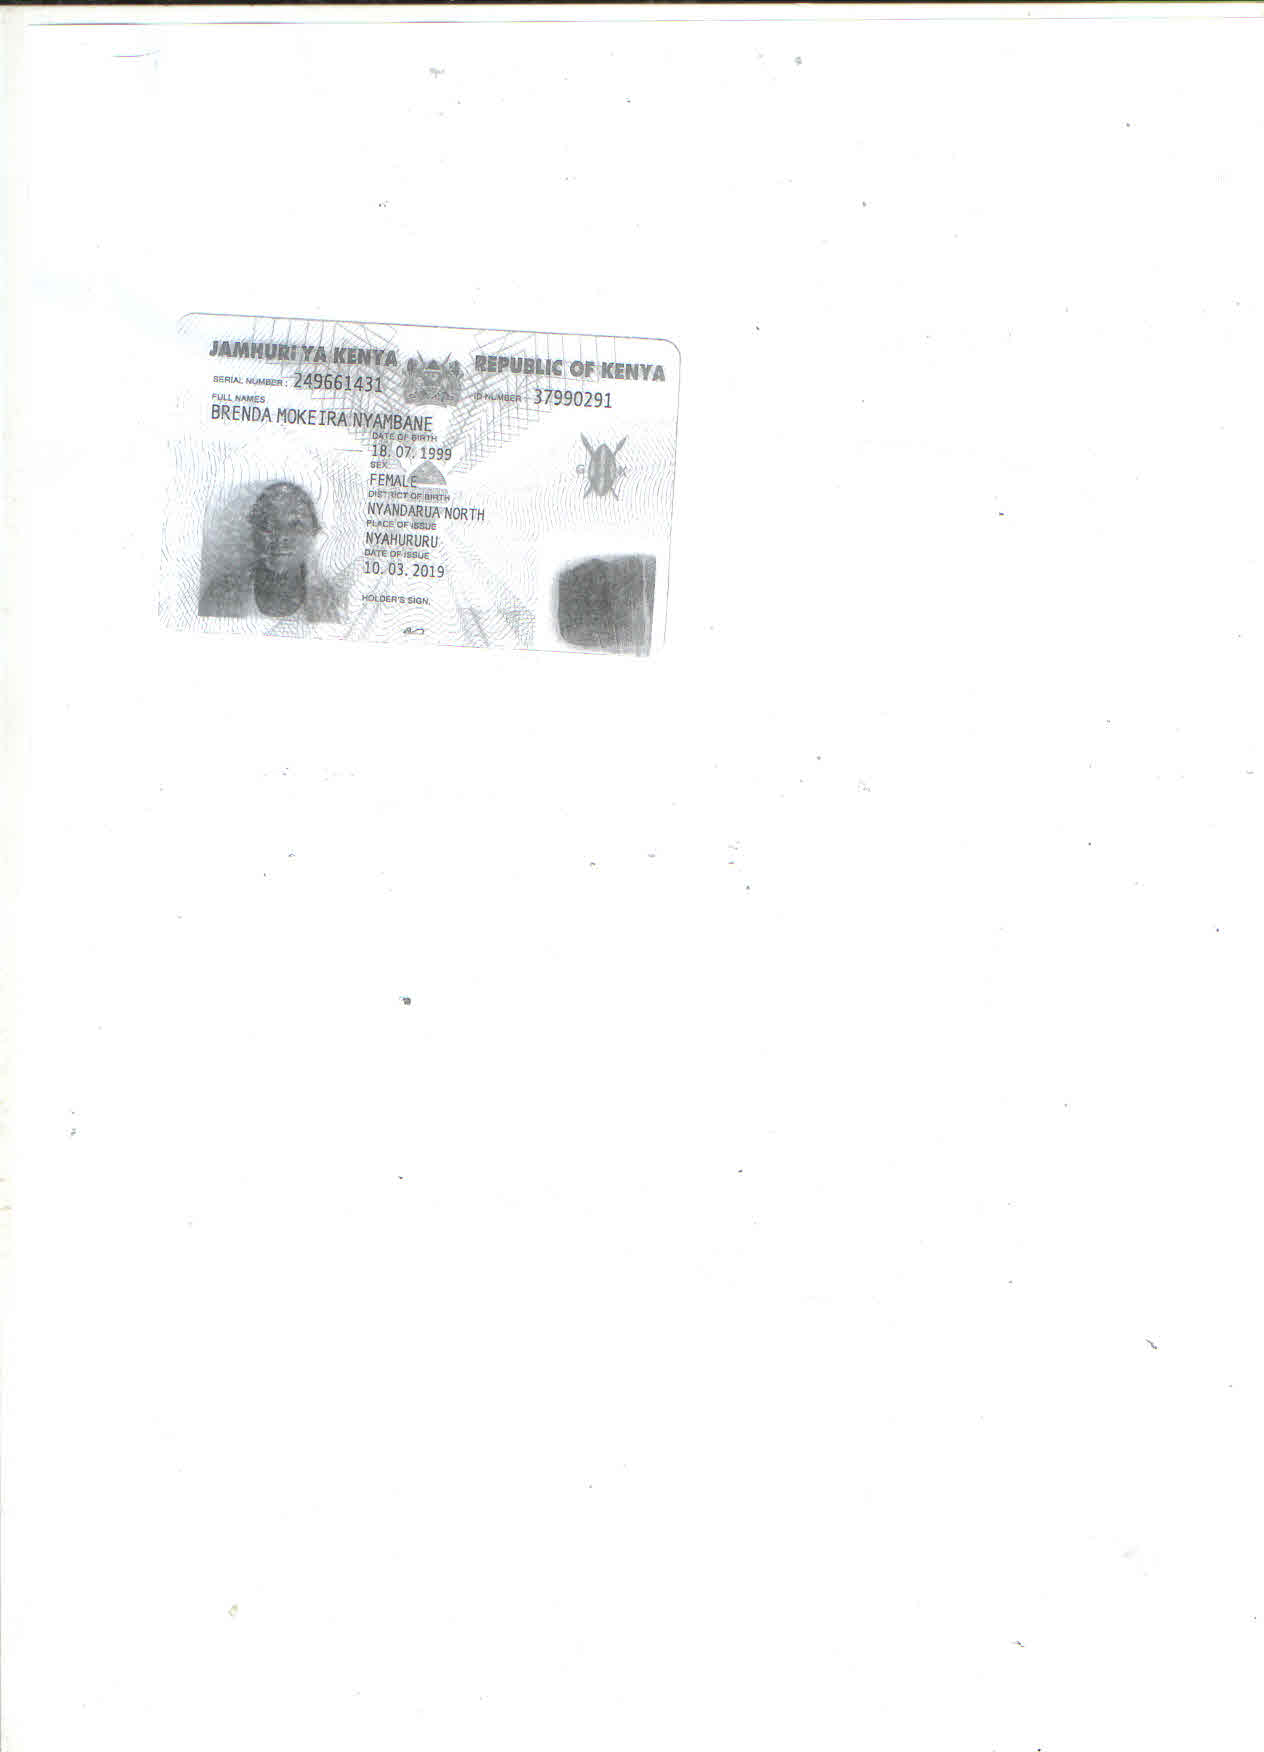 JAMHURI YA KENYA REPUBLIC OF KENYA
SERIAL NUMBER: 249661431 ID NUMBER: 37990291
FULL NAMES
BRENDA MOKEIRA NYAMBANE
DATE OF BIRTH
18. 07. 1999
SEX
FEMALE
G K
DISTRICT OF BIRTH
NYANDARUA NORTH
PLACE OF ISSUE
NYAHURURU
DATE OF ISSUE
10. 03. 2019
HOLDER'S SIGN.